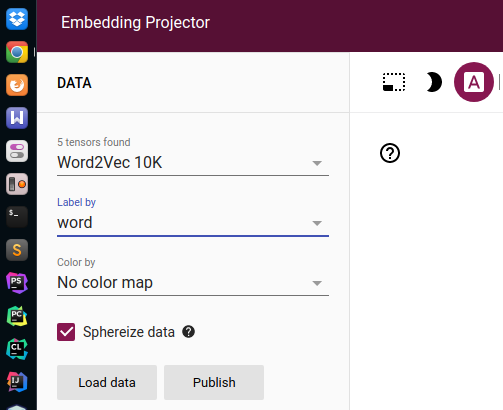 Embedding Projector
DATA
A
5 tensors found
Word2Vec 10K
Label by
word
Color by
No color map
Sphereize data
Load data
Publish
W
>_
S
PS
PC
CL
IJ